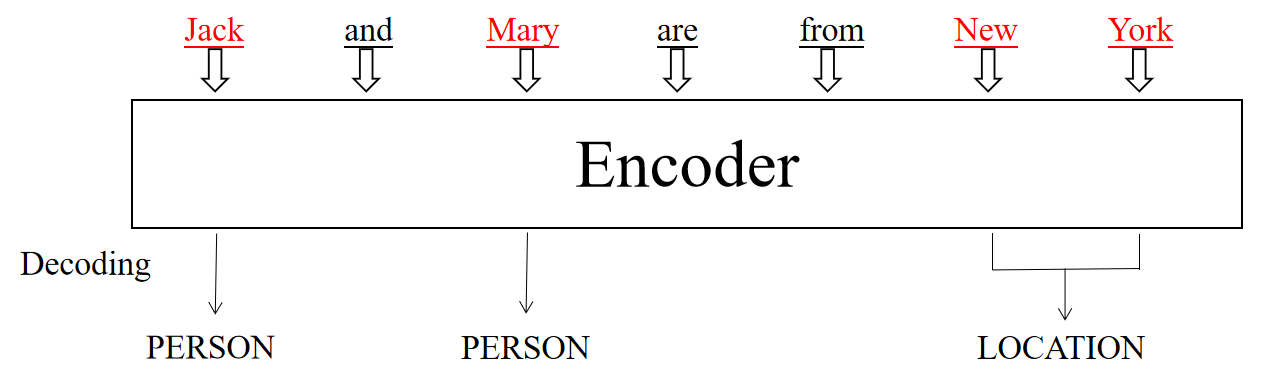 Jack and Mary are from New York
Encoder
Decoding
PERSON PERSON LOCATION